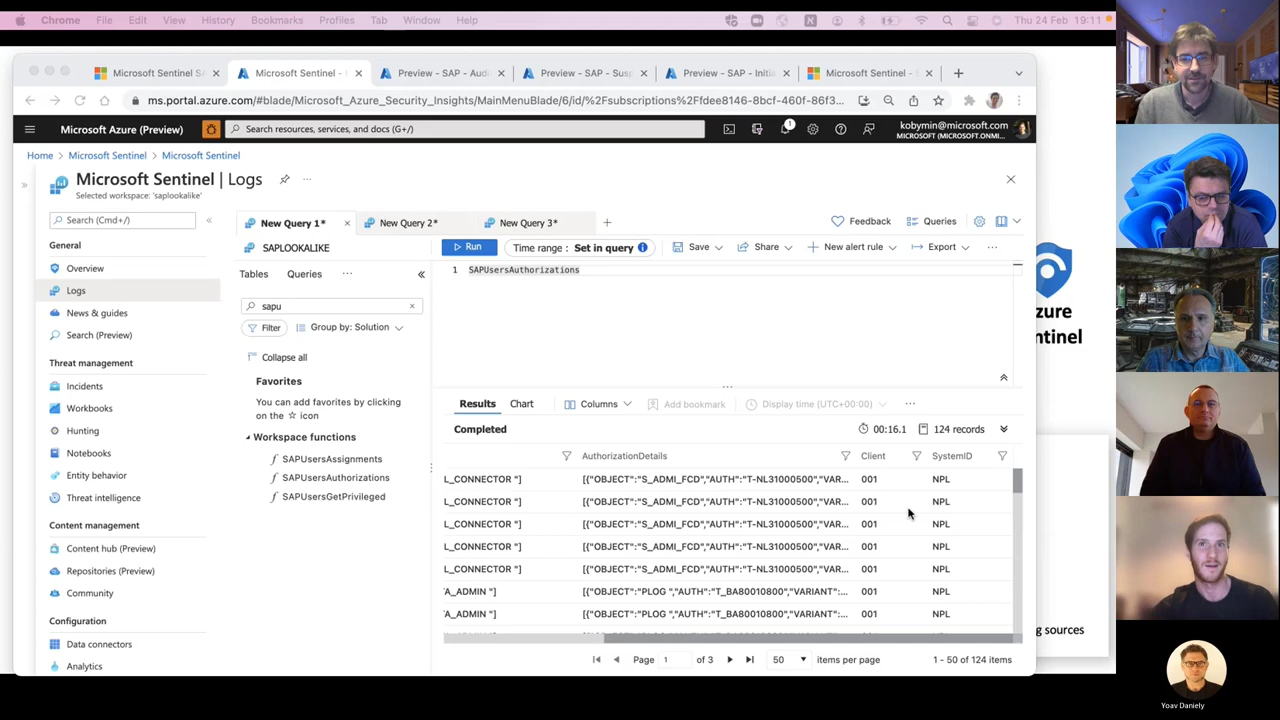 Chrome File Edit View History Bookmarks Profiles Tab Window Help Thu 24 Feb 19:11
Microsoft Sentinel SA
Microsoft Sentinel -
Preview - SAP - Aud
Preview - SAP - Sus
Preview - SAP - Initia
Microsoft Sentinel - S
ms.portal.azure.com/#blade/Microsoft_Azure_Security_Insights/MainMenuBlade/6/id/%2Fsubscriptions%2Ffdee8146-8bcf-460f-86f3...
Microsoft Azure (Preview)
Search resources, services, and docs (G+/)
1
kobymin@microsoft.com
MICROSOFT (MICROSOFT.ONMI...
Home > Microsoft Sentinel > Microsoft Sentinel
Microsoft Sentinel | Logs ...
Selected workspace: 'saplookalike'
Search (Cmd+/)
General
Overview
Logs
News & guides
Search (Preview)
Threat management
Incidents
Workbooks
Hunting
Notebooks
Entity behavior
Threat intelligence
Content management
Content hub (Preview)
Repositories (Preview)
Community
Configuration
Data connectors
Analytics
New Query 1*
New Query 2*
New Query 3*
Feedback
Queries
SAPLOOKALIKE
Run
Time range : Set in query
Save
Share
New alert rule
Export
Tables Queries ...
sapu
Filter
Group by: Solution
Collapse all
Favorites
You can add favorites by clicking
on the ☆ icon
Workspace functions
SAPUsersAssignments
SAPUsersAuthorizations
SAPUsersGetPrivileged
1 SAPUsersAuthorizations
Results Chart Columns Add bookmark Display time (UTC+00:00) ...
Completed 00:16.1 124 records
AuthorizationDetails Client SystemID
L_CONNECTOR "] [{"OBJECT":"S_ADMI_FCD","AUTH":"T-NL31000500","VAR... 001 NPL
L_CONNECTOR "] [{"OBJECT":"S_ADMI_FCD","AUTH":"T-NL31000500","VAR... 001 NPL
L_CONNECTOR "] [{"OBJECT":"S_ADMI_FCD","AUTH":"T-NL31000500","VAR... 001 NPL
L_CONNECTOR "] [{"OBJECT":"S_ADMI_FCD","AUTH":"T-NL31000500","VAR... 001 NPL
L_CONNECTOR "] [{"OBJECT":"S_ADMI_FCD","AUTH":"T-NL31000500","VAR... 001 NPL
'A_ADMIN "] [{"OBJECT":"PLOG ","AUTH":"T_BA80010800","VARIANT":... 001 NPL
'A_ADMIN "] [{"OBJECT":"PLOG ","AUTH":"T_BA80010800","VARIANT":... 001 NPL
Page 1 of 3 50 items per page 1 - 50 of 124 items
zure
ntinel
g sources
Yoav Daniely